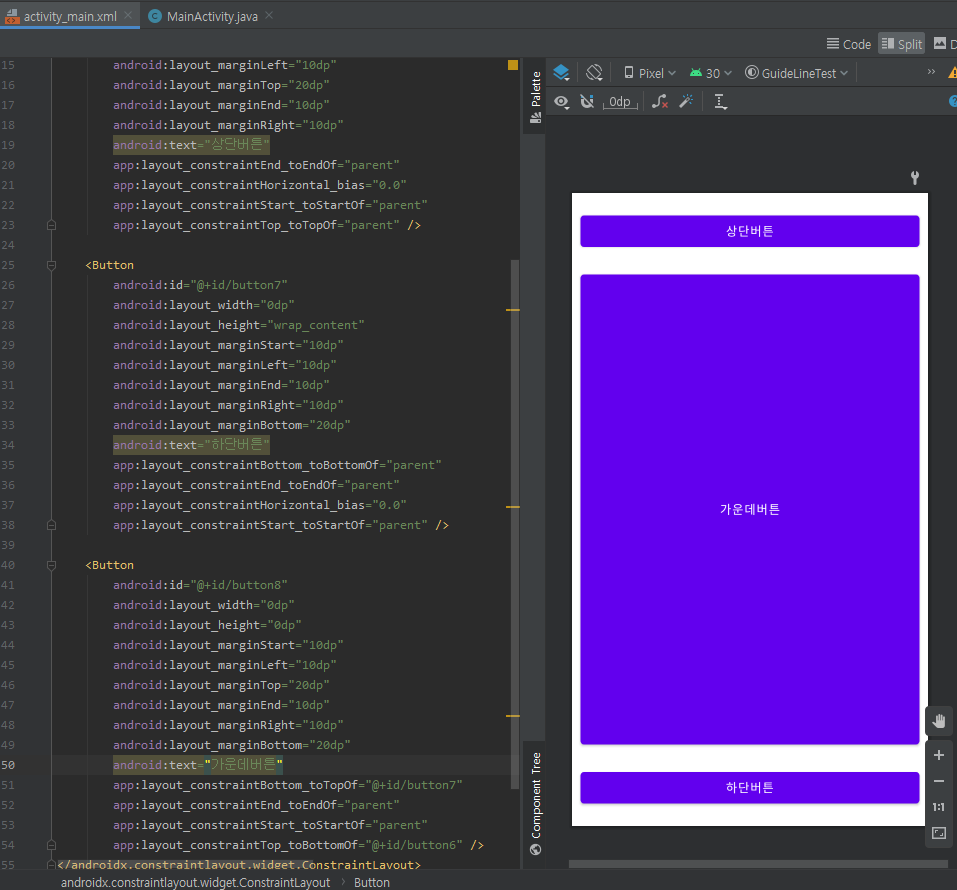 activity_main.xml
MainActivity.java
Code
Split
D
15 android:layout_marginLeft="10dp"
16 android:layout_marginTop="20dp"
17 android:layout_marginEnd="10dp"
18 android:layout_marginRight="10dp"
19 android:text="상단버튼"
20 app:layout_constraintEnd_toEndOf="parent"
21 app:layout_constraintHorizontal_bias="0.0"
22 app:layout_constraintStart_toStartOf="parent"
23 app:layout_constraintTop_toTopOf="parent" />
24
25 <Button
26 android:id="@+id/button7"
27 android:layout_width="0dp"
28 android:layout_height="wrap_content"
29 android:layout_marginStart="10dp"
30 android:layout_marginLeft="10dp"
31 android:layout_marginEnd="10dp"
32 android:layout_marginRight="10dp"
33 android:layout_marginBottom="20dp"
34 android:text="하단버튼"
35 app:layout_constraintBottom_toBottomOf="parent"
36 app:layout_constraintEnd_toEndOf="parent"
37 app:layout_constraintHorizontal_bias="0.0"
38 app:layout_constraintStart_toStartOf="parent" />
39
40 <Button
41 android:id="@+id/button8"
42 android:layout_width="0dp"
43 android:layout_height="0dp"
44 android:layout_marginStart="10dp"
45 android:layout_marginLeft="10dp"
46 android:layout_marginTop="20dp"
47 android:layout_marginEnd="10dp"
48 android:layout_marginRight="10dp"
49 android:layout_marginBottom="20dp"
50 android:text="가운데버튼"
51 app:layout_constraintBottom_toTopOf="@+id/button7"
52 app:layout_constraintEnd_toEndOf="parent"
53 app:layout_constraintStart_toStartOf="parent"
54 app:layout_constraintTop_toBottomOf="@+id/button6" />
55 </androidx.constraintlayout.widget.ConstraintLayout>
androidx.constraintlayout.widget.ConstraintLayout › Button
Palette
Component Tree
Pixel
30
GuideLineTest
»
0dp
상단버튼
가운데버튼
하단버튼
+
−
1:1